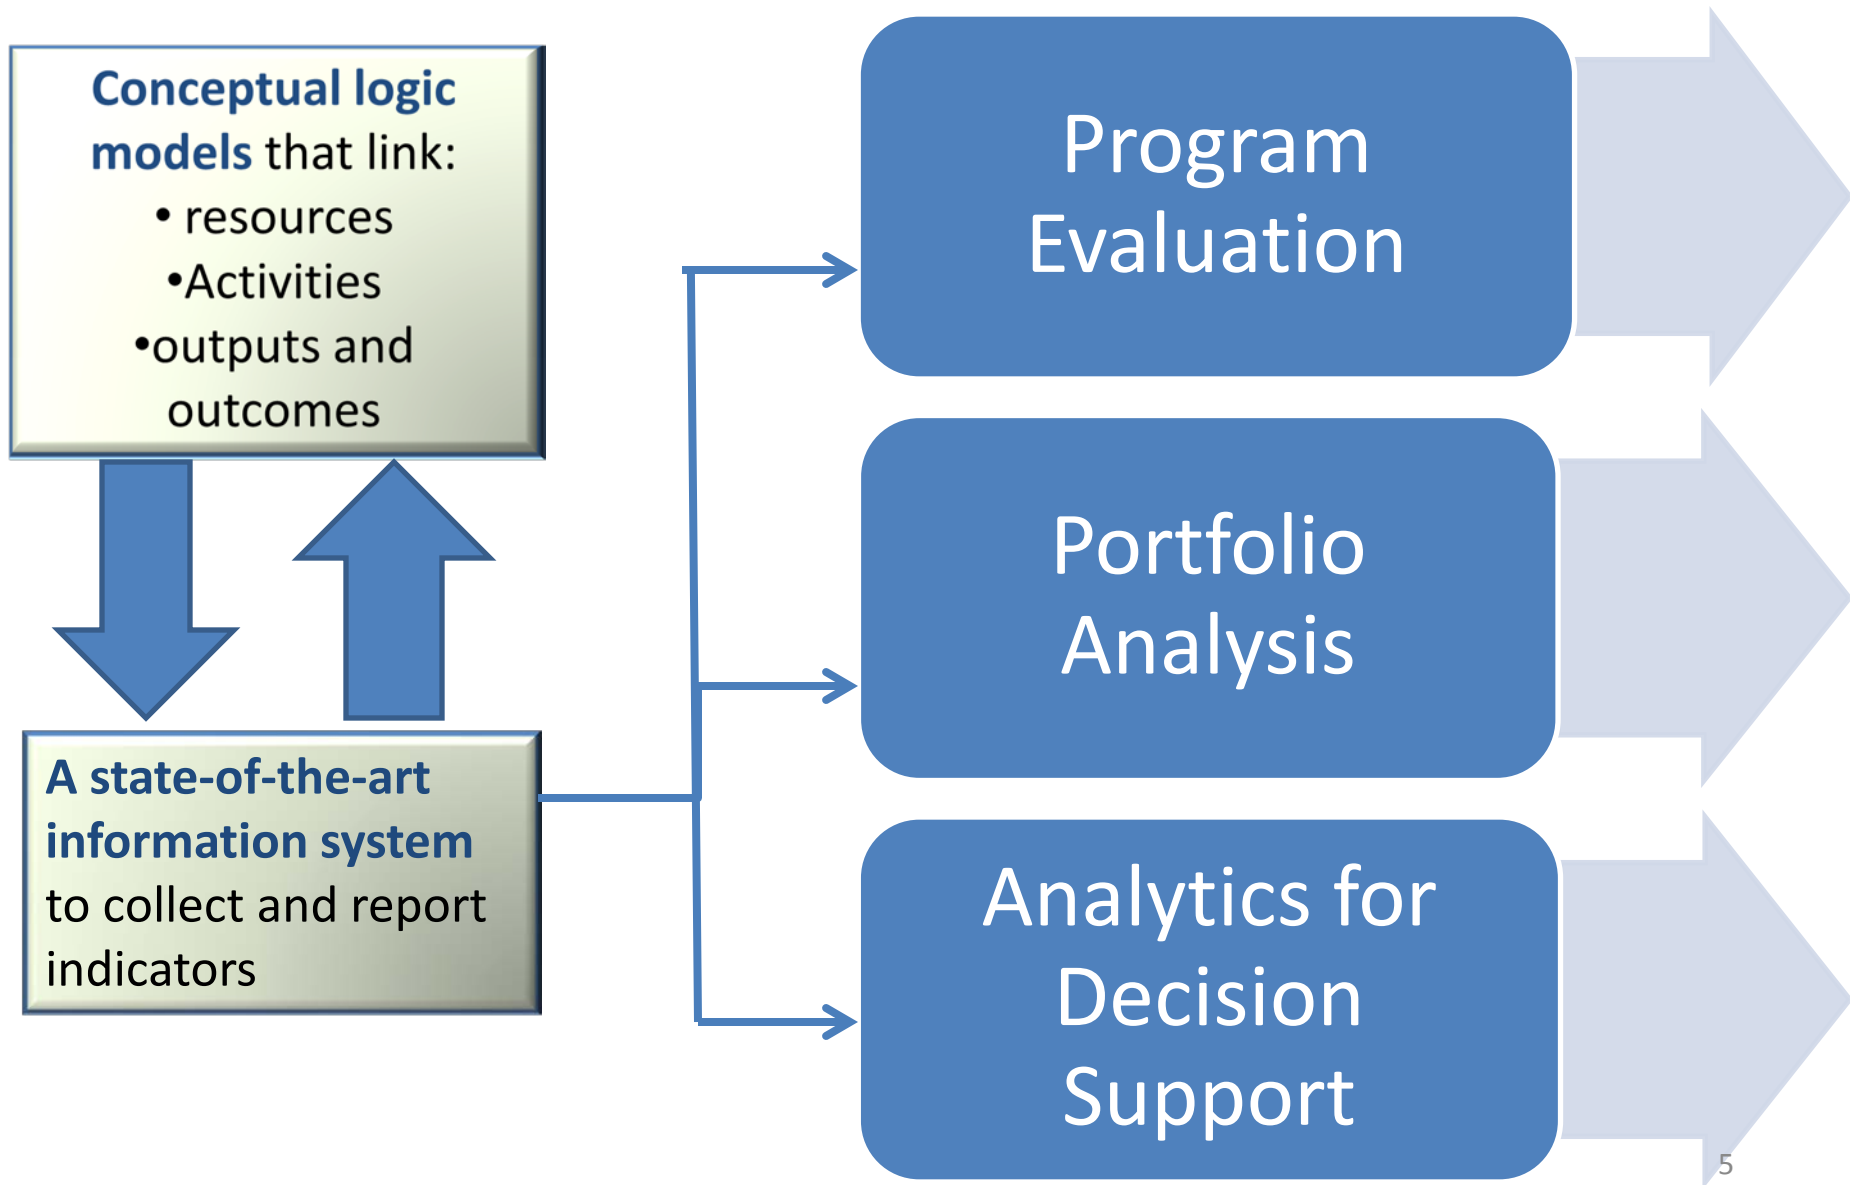 Conceptual logic
models that link:
• resources
•Activities
•outputs and
outcomes
A state-of-the-art
information system
to collect and report
indicators
Program
Evaluation
Portfolio
Analysis
Analytics for
Decision
Support
5